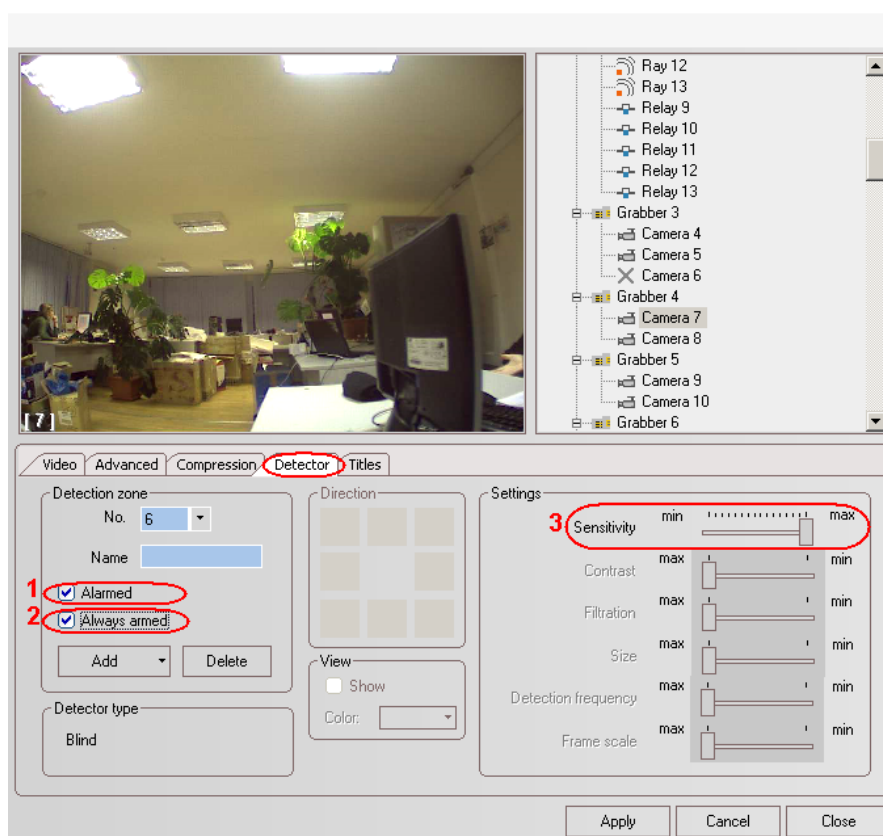 Ray 12
Ray 13
Relay 9
Relay 10
Relay 11
Relay 12
Relay 13
Grabber 3
Camera 4
Camera 5
Camera 6
Grabber 4
Camera 7
Camera 8
Grabber 5
Camera 9
Camera 10
Grabber 6
[7]
Video Advanced Compression Detector Titles
Detection zone
No. 6
Name
1 Alarmed
2 Always armed
Add Delete
Detector type
Blind
Direction
View
Show
Color:
Settings
3 Sensitivity min max
Contrast max min
Filtration max min
Size max min
Detection frequency max min
Frame scale max min
Apply Cancel Close